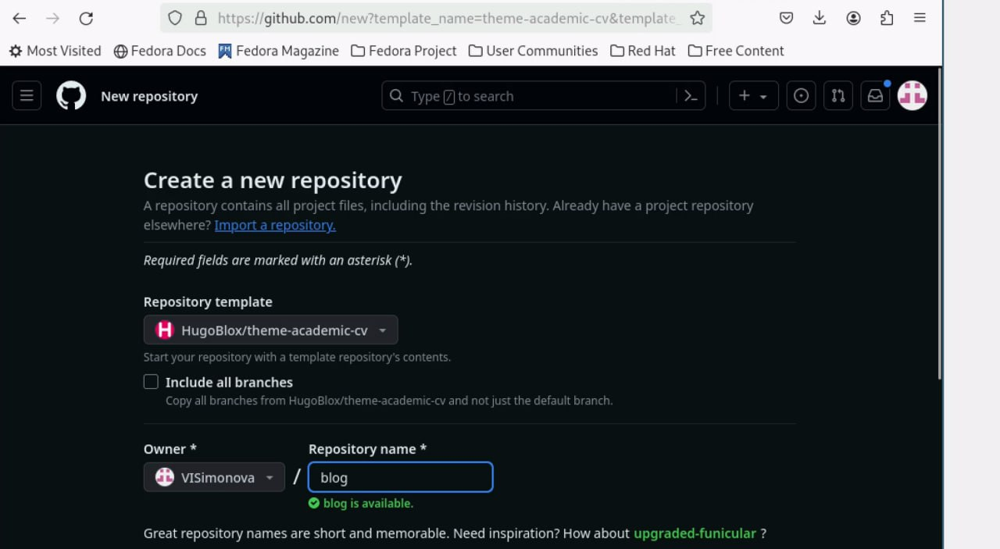 https://github.com/new?template_name=theme-academic-cv&template_
Most Visited Fedora Docs FM Fedora Magazine Fedora Project User Communities Red Hat Free Content
New repository Type / to search
Create a new repository
A repository contains all project files, including the revision history. Already have a project repository
elsewhere? Import a repository.
Required fields are marked with an asterisk (*).
Repository template
H HugoBlox/theme-academic-cv
Start your repository with a template repository's contents.
Include all branches
Copy all branches from HugoBlox/theme-academic-cv and not just the default branch.
Owner * Repository name *
VISimonova / blog
blog is available.
Great repository names are short and memorable. Need inspiration? How about upgraded-funicular ?